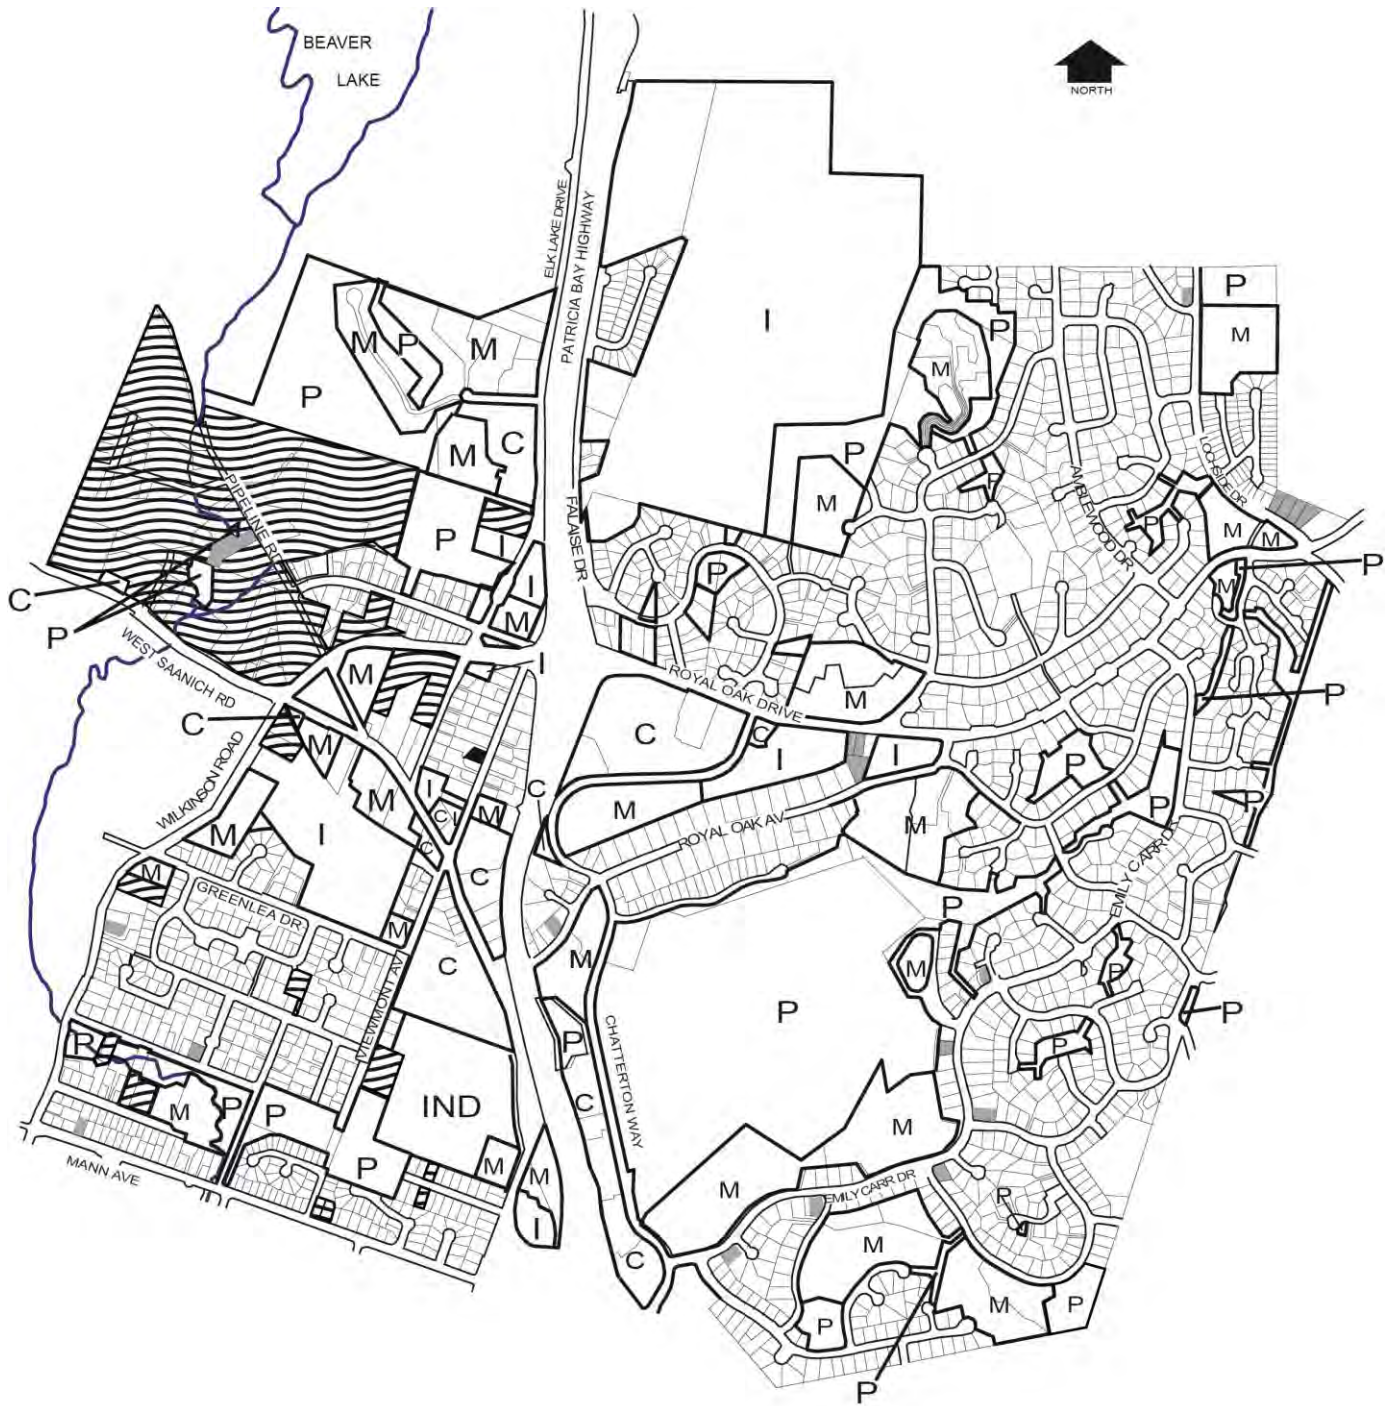 BEAVER
LAKE
NORTH
ELK LAKE DRIVE
PATRICIA BAY HIGHWAY
P
I
P
M
M
P
M
M
P
P
C
M
P
M
P
AMBLEWOOD DR
LOCHSIDE DR
PIPELINE RD
FALAISE DR
P
I
P
M
M
P
I
P
M
C
P
M
WEST SAANICH RD
I
M
ROYAL OAK DRIVE
M
P
C
M
C
C
I
I
P
WILKINSON ROAD
I
M
C
P
P
C
I
M
M
M
I
C
ROYAL OAK AV
M
EMILY CARR DR
M
GREENLEA DR
C
M
P
C
M
M
P
VIEWMONT AV
P
P
CHATTERTON WAY
P
P
P
IND
C
M
P
P
M
MANN AVE
P
M
M
M
EMILY CARR DR
P
I
M
C
M
P
P
P